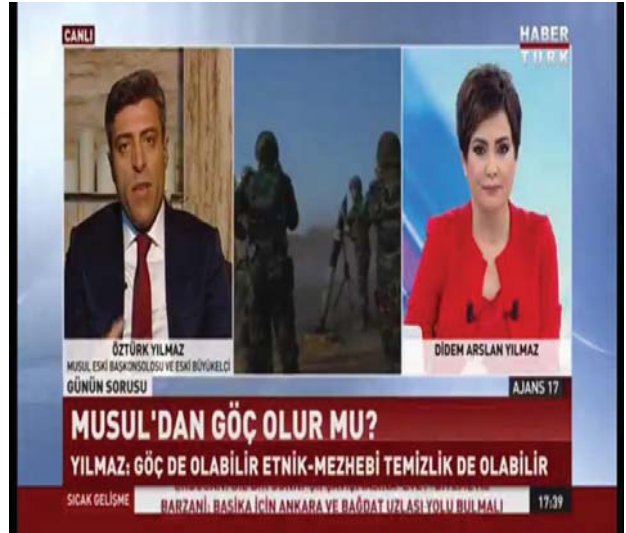 CANLI
HABER
TURK
ÖZTÜRK YILMAZ
MUSUL ESKİ BAŞKONSOLOSU VE ESKİ BÜYÜKELÇİ
DİDEM ARSLAN YILMAZ
GÜNÜN SORUSU
AJANS 17
MUSUL'DAN GÖÇ OLUR MU?
YILMAZ: GÖÇ DE OLABİLİR ETNİK-MEZHEBİ TEMİZLİK DE OLABİLİR
SICAK GELİŞME
BARZANİ: BAŞİKA İÇİN ANKARA VE BAĞDAT UZLAŞI YOLU BULMALI
17:39